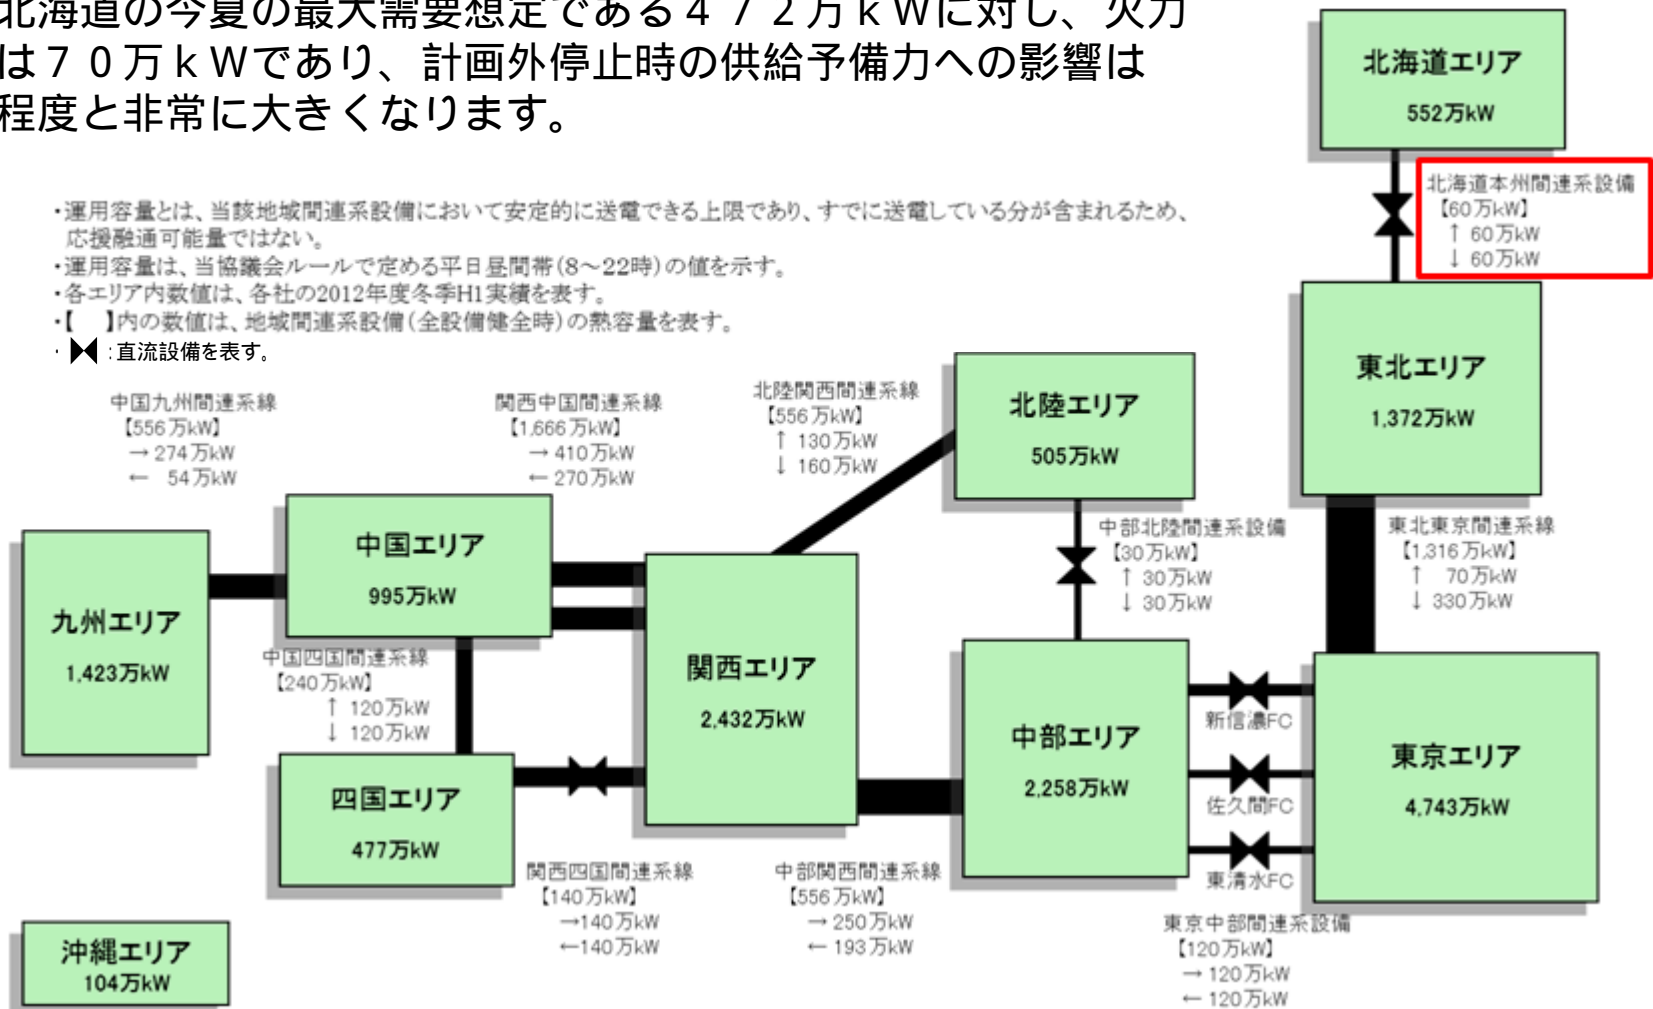 北海道の今夏の最大需要想定である４７２万ｋＷに対し、火力
は７０万ｋＷであり、計画外停止時の供給予備力への影響は
程度と非常に大きくなります。
・運用容量とは、当該地域間連系設備において安定的に送電できる上限であり、すでに送電している分が含まれるため、
応援融通可能量ではない。
・運用容量は、当協議会ルールで定める平日昼間帯(8～22時)の値を示す。
・各エリア内数値は、各社の2012年度冬季H1実績を表す。
・【　】内の数値は、地域間連系設備(全設備健全時)の熱容量を表す。
・ :直流設備を表す。
北海道エリア
552万kW
北海道本州間連系設備
【60万kW】
↑ 60万kW
↓ 60万kW
東北エリア
1,372万kW
東北東京間連系線
【1,316万kW】
↑ 70万kW
↓ 330万kW
北陸エリア
505万kW
北陸関西間連系線
【556万kW】
↑ 130万kW
↓ 160万kW
関西中国間連系線
【1,666万kW】
→ 410万kW
← 270万kW
中国九州間連系線
【556万kW】
→ 274万kW
← 54万kW
中国エリア
995万kW
九州エリア
1,423万kW
中国四国間連系線
【240万kW】
↑ 120万kW
↓ 120万kW
四国エリア
477万kW
関西エリア
2,432万kW
中部北陸間連系設備
【30万kW】
↑ 30万kW
↓ 30万kW
中部エリア
2,258万kW
新信濃FC
佐久間FC
東清水FC
東京エリア
4,743万kW
関西四国間連系線
【140万kW】
→140万kW
←140万kW
中部関西間連系線
【556万kW】
→ 250万kW
← 193万kW
東京中部間連系設備
【120万kW】
→ 120万kW
← 120万kW
沖縄エリア
104万kW